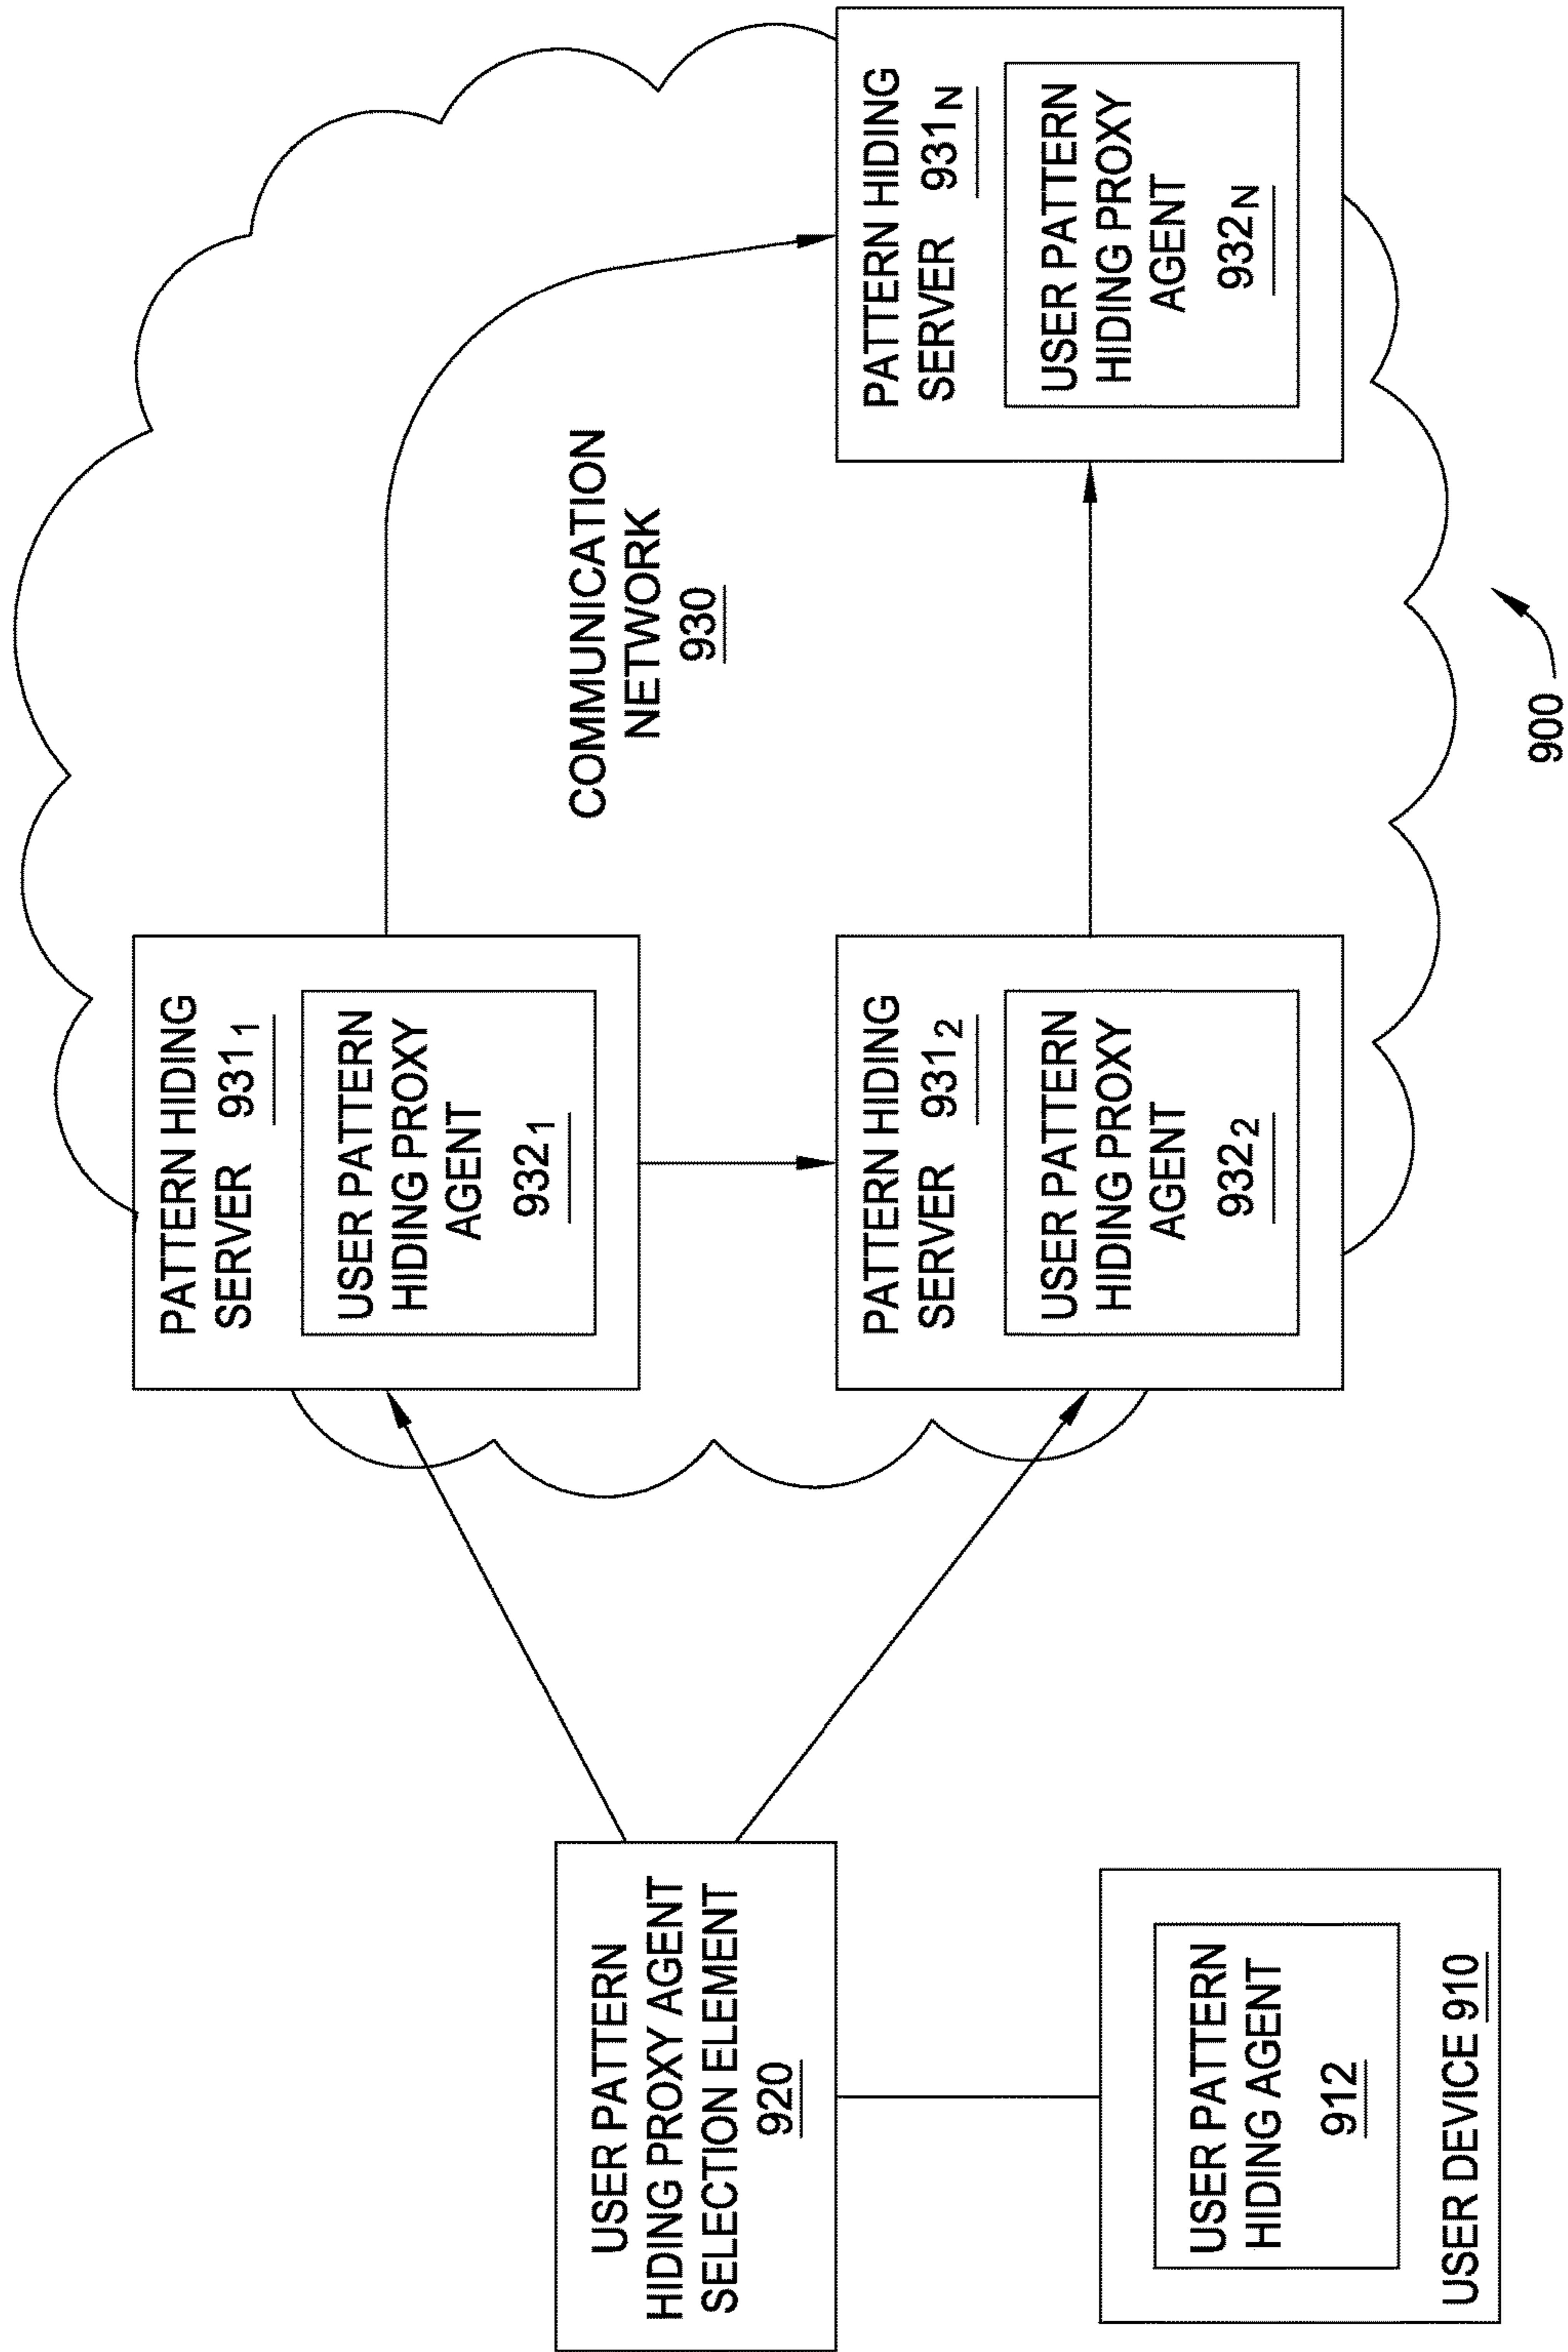 PATTERN HIDING
SERVER 931₁
USER PATTERN
HIDING PROXY
AGENT
932₁
COMMUNICATION
NETWORK
930
USER PATTERN
HIDING PROXY AGENT
SELECTION ELEMENT
920
PATTERN HIDING
SERVER 931₂
USER PATTERN
HIDING PROXY
AGENT
932₂
PATTERN HIDING
SERVER 931N
USER PATTERN
HIDING PROXY
AGENT
932N
USER PATTERN
HIDING AGENT
912
USER DEVICE 910
900